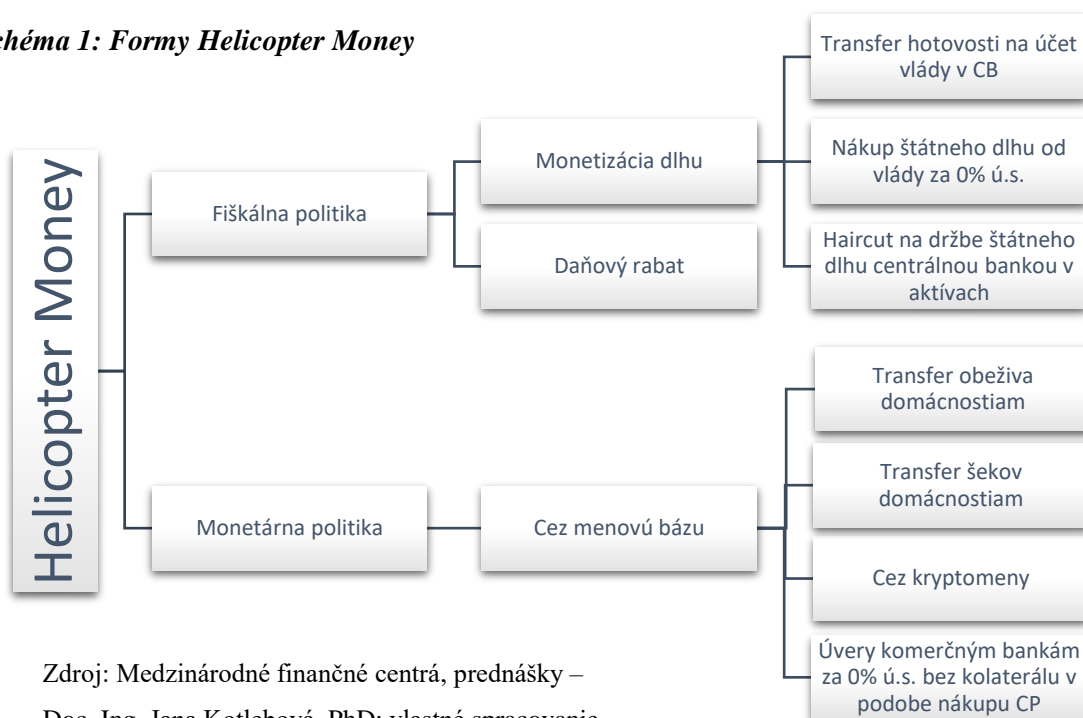 chéma 1: Formy Helicopter Money
Helicopter Money
Fiškálna politika
Monetizácia dlhu
Transfer hotovosti na účet
vlády v CB
Nákup štátneho dlhu od
vlády za 0% ú.s.
Haircut na držbe štátneho
dlhu centrálnou bankou v
aktívach
Daňový rabat
Monetárna politika
Cez menovú bázu
Transfer obeživa
domácnostiam
Transfer šekov
domácnostiam
Cez kryptomeny
Úvery komerčným bankám
za 0% ú.s. bez kolaterálu v
podobe nákupu CP
Zdroj: Medzinárodné finančné centrá, prednášky –
Doc. Ing. Jana Kotlebová, PhD; vlastné spracovanie